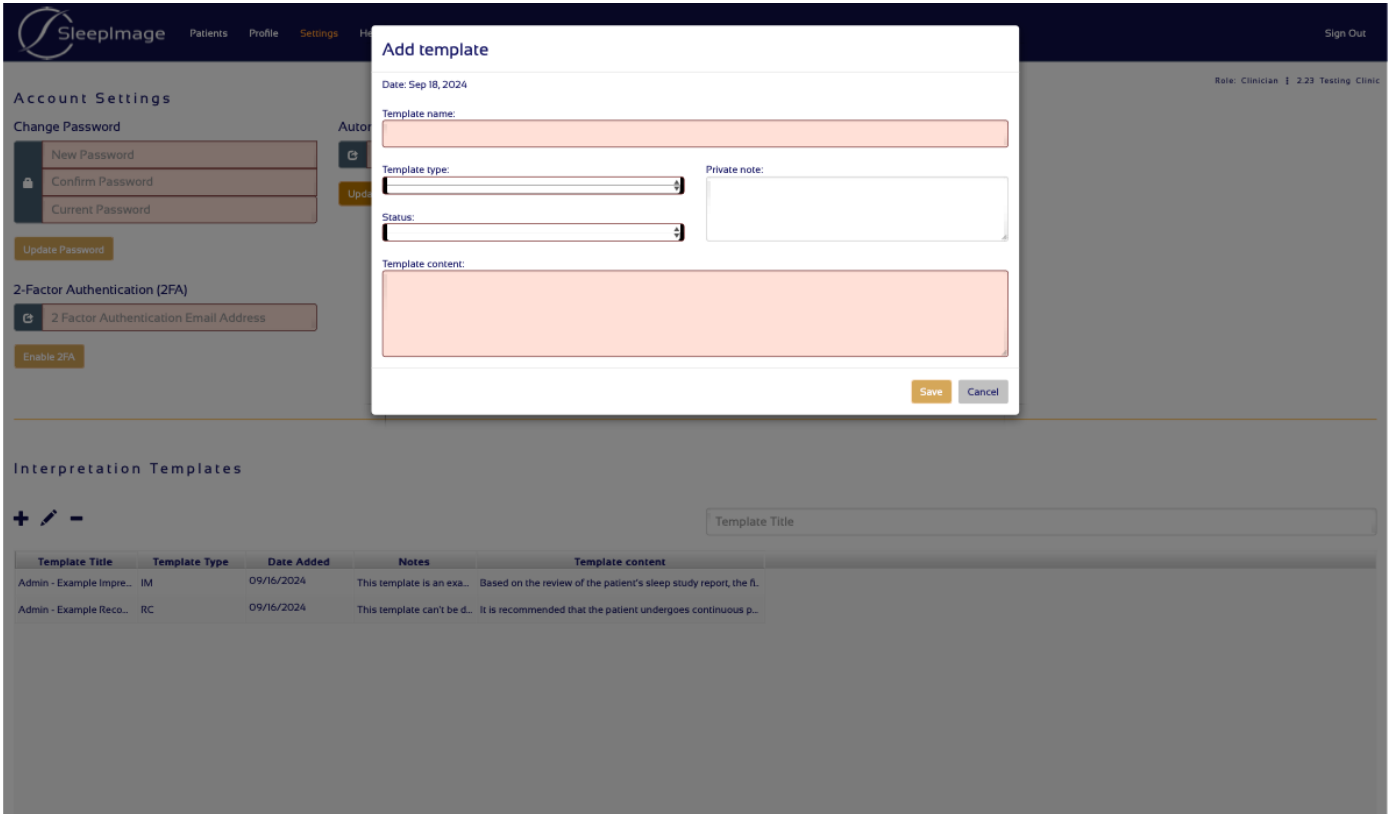 SleepImage Patients Profile Settings He Sign Out
Role: Clinician | 2.23 Testing Clinic
Add template
Date: Sep 18, 2024
Template name:
Template type: Private note:
Status:
Template content:
Save Cancel
Account Settings
Change Password
New Password
Confirm Password
Current Password
Update Password
2-Factor Authentication (2FA)
2 Factor Authentication Email Address
Enable 2FA
Autor
Upda
Interpretation Templates
Template Title
Template Title Template Type Date Added Notes Template content
Admin - Example Impre... IM 09/16/2024 This template is an exa... Based on the review of the patient's sleep study report, the fi..
Admin - Example Reco... RC 09/16/2024 This template can't be d... It is recommended that the patient undergoes continuous p...